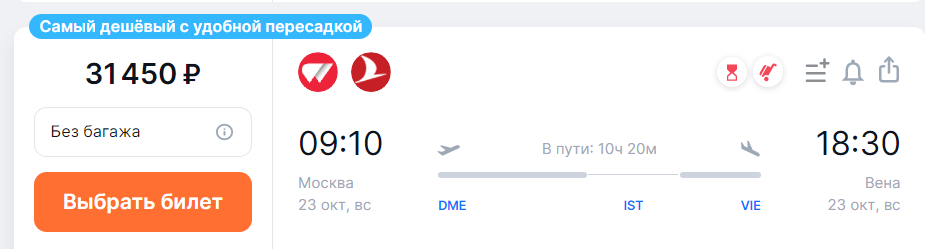 Самый дешёвый с удобной пересадкой
31 450 ₽
Без багажа
Выбрать билет
09:10
В пути: 10ч 20м
18:30
Москва
Вена
23 окт, вс
DME
IST
VIE
23 окт, вс